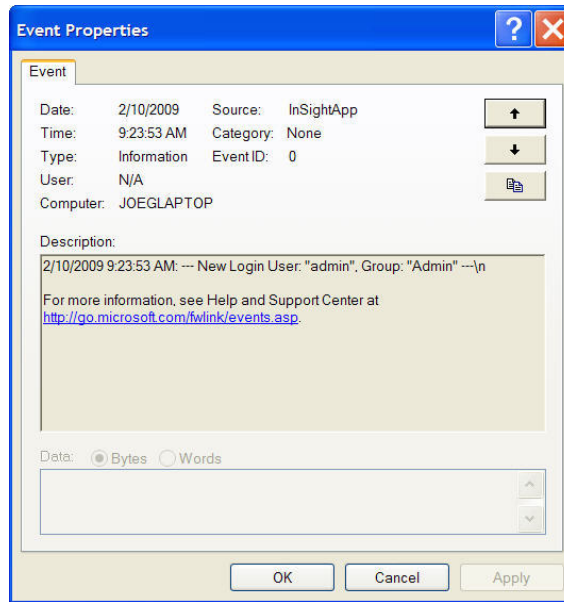 Event Properties
Event
Date: 2/10/2009 Source: InSightApp
Time: 9:23:53 AM Category: None
Type: Information Event ID: 0
User: N/A
Computer: JOEGLAPTOP
Description:
2/10/2009 9:23:53 AM: --- New Login User: "admin", Group: "Admin" ---\n
For more information, see Help and Support Center at
http://go.microsoft.com/fwlink/events.asp.
Data: Bytes Words
OK Cancel Apply